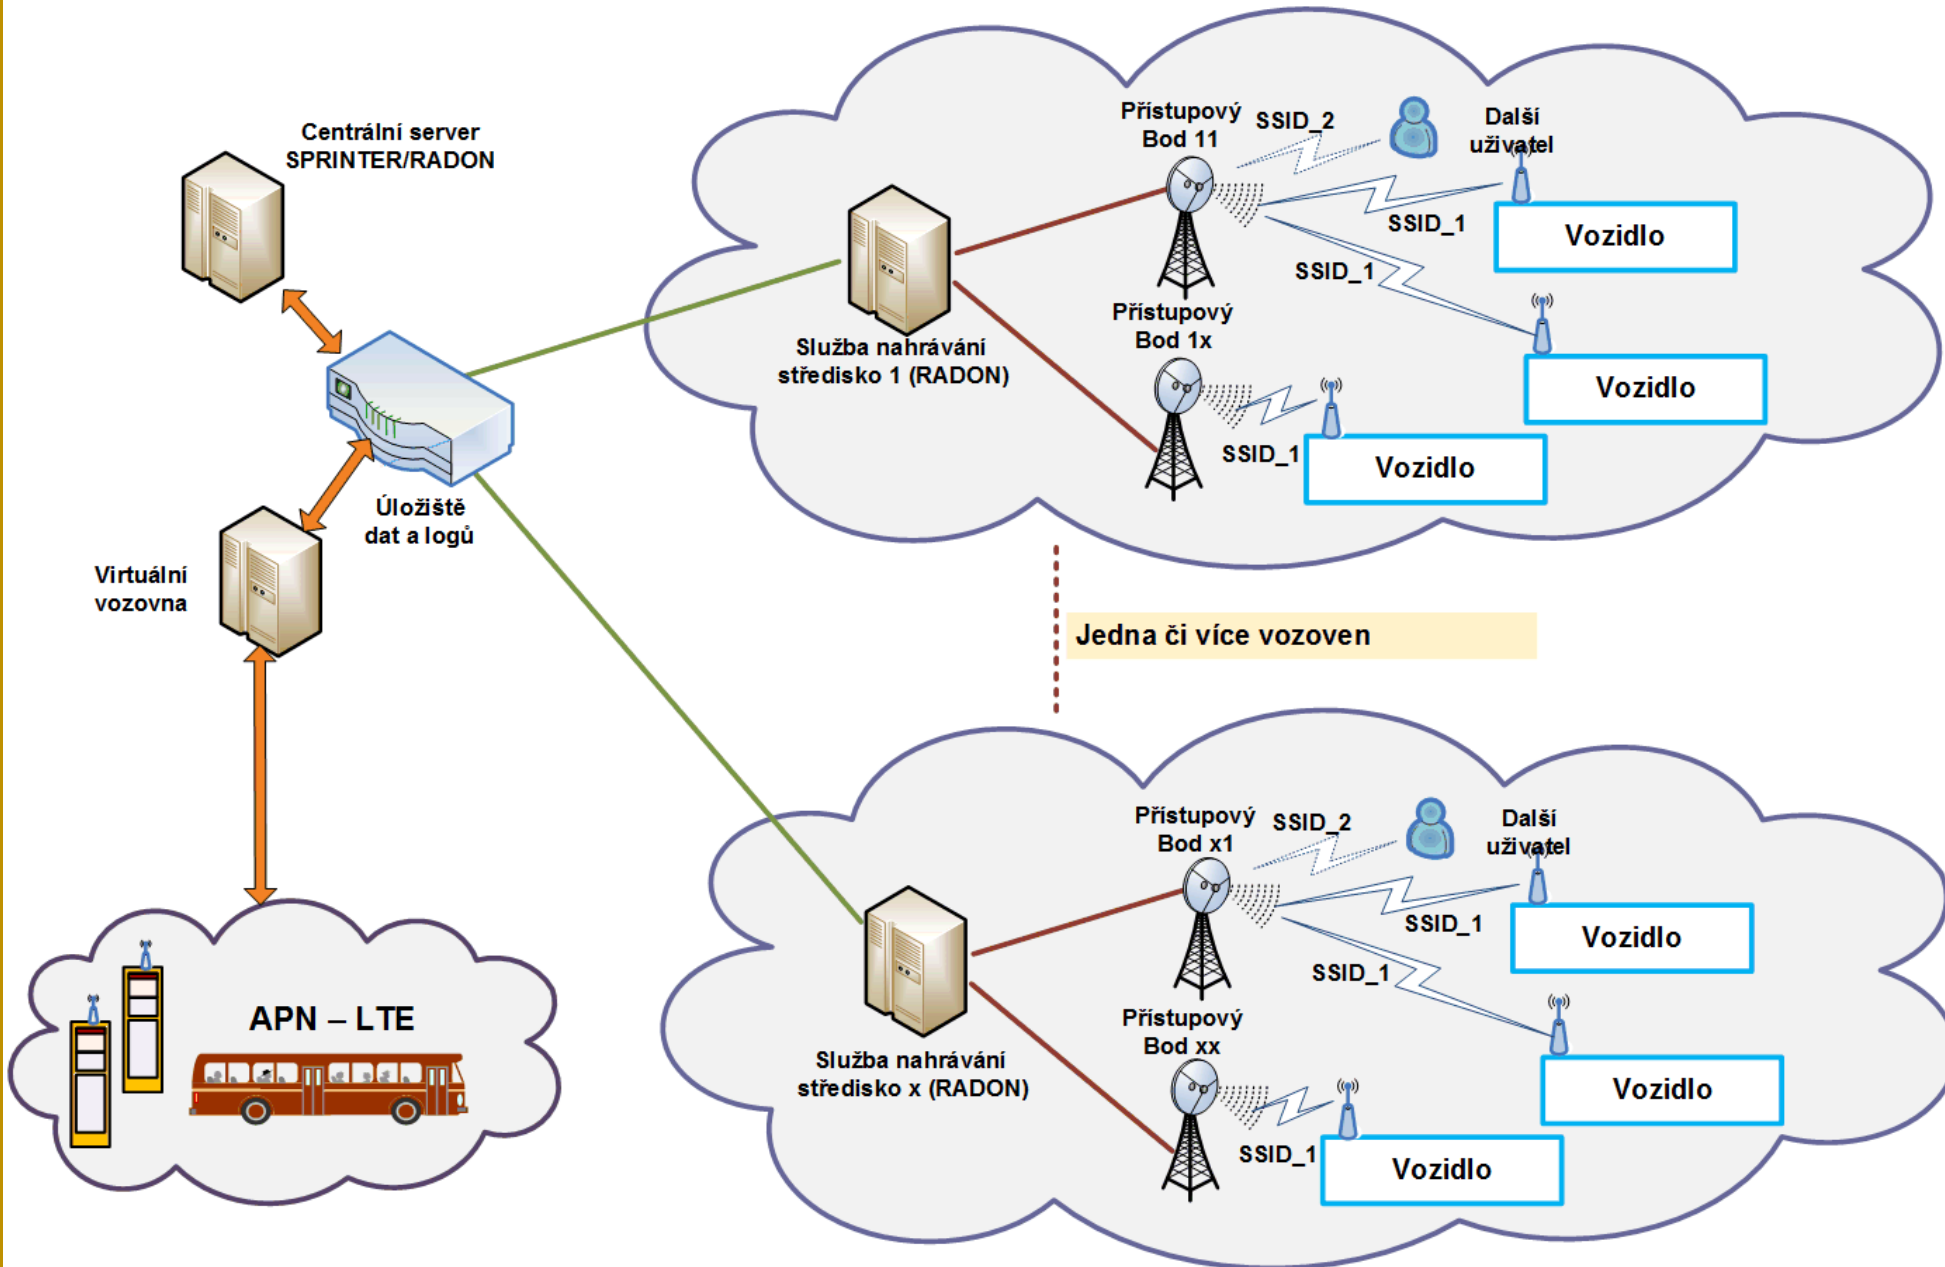 Centrální server
SPRINTER/RADON
Úložiště
dat a logů
Virtuální
vozovna
APN – LTE
Služba nahrávání
středisko 1 (RADON)
Přístupový
Bod 11
SSID_2
Další
uživatel
SSID_1
Vozidlo
SSID_1
Vozidlo
Přístupový
Bod 1x
SSID_1
Vozidlo
Jedna či více vozoven
Služba nahrávání
středisko x (RADON)
Přístupový
Bod x1
SSID_2
Další
uživatel
SSID_1
Vozidlo
SSID_1
Vozidlo
Přístupový
Bod xx
SSID_1
Vozidlo